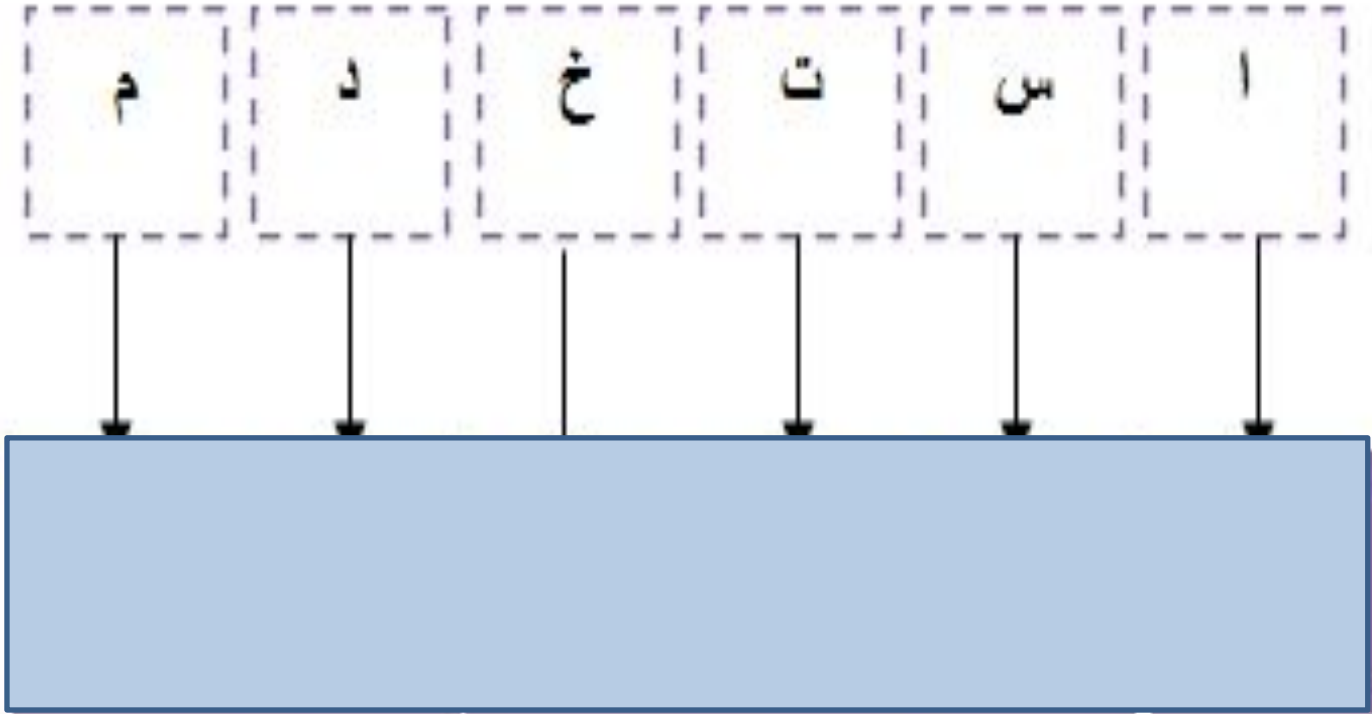 ا س ت خ د م